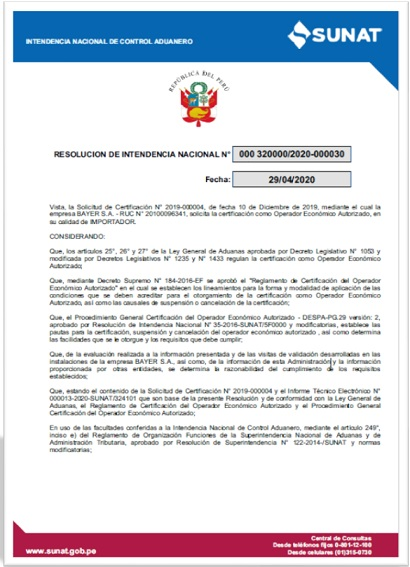 INTENDENCIA NACIONAL DE CONTROL ADUANERO
SUNAT
REPÚBLICA DEL PERÚ
RESOLUCION DE INTENDENCIA NACIONAL N° 000 320000/2020-000030
Fecha: 29/04/2020
Vista, la Solicitud de Certificación N° 2019-000004, de fecha 10 de Diciembre de 2019, mediante el cual la
empresa BAYER S.A. - RUC N° 20100096341, solicita la certificación como Operador Económico Autorizado, en
su calidad de IMPORTADOR.
CONSIDERANDO:
Que, los artículos 25°, 26° y 27° de la Ley General de Aduanas aprobada por Decreto Legislativo N° 1053 y
modificada por Decretos Legislativos N° 1235 y N° 1433 regulan la certificación como Operador Económico
Autorizado;
Que, mediante Decreto Supremo N° 184-2016-EF se aprobó el "Reglamento de Certificación del Operador
Económico Autorizado" en el cual se establecen los lineamientos para la forma y modalidad de aplicación de las
condiciones que se deben acreditar para el otorgamiento de la certificación como Operador Económico
Autorizado, así como las causales de suspensión o cancelación de la certificación;
Que, el Procedimiento General Certificación del Operador Económico Autorizado - DESPA-PG.29 versión: 2,
aprobado por Resolución de Intendencia Nacional N° 35-2016-SUNAT/5F0000 y modificatorias, establece las
pautas para la certificación, suspensión y cancelación del operador económico autorizado , así como determina
las facilidades que se le otorgue y los requisitos que debe cumplir;
Que, de la evaluación realizada a la información presentada y de las visitas de validación desarrolladas en las
instalaciones de la empresa BAYER S.A., así como, de la información de esta Administración y la información
proporcionada por otras entidades, se determina la razonabilidad del cumplimiento de los requisitos
establecidos;
Que, estando el contenido de la Solicitud de Certificación N° 2019-000004 y el Informe Técnico Electrónico N°
000013-2020-SUNAT/324101 que son base de la presente Resolución y de conformidad con la Ley General de
Aduanas, el Reglamento de Certificación del Operador Económico Autorizado y el Procedimiento General
Certificación del Operador Económico Autorizado;
En uso de las facultades conferidas a la Intendencia Nacional de Control Aduanero, mediante el artículo 249°,
inciso e) del Reglamento de Organización Funciones de la Superintendencia Nacional de Aduanas y de
Administración Tributaria, aprobado por Resolución de Superintendencia N° 122-2014-/SUNAT y normas
modificatorias;
www.sunat.gob.pe
Central de Consultas
Desde teléfonos fijos 0-801-12-100
Desde celulares (01)315-0730